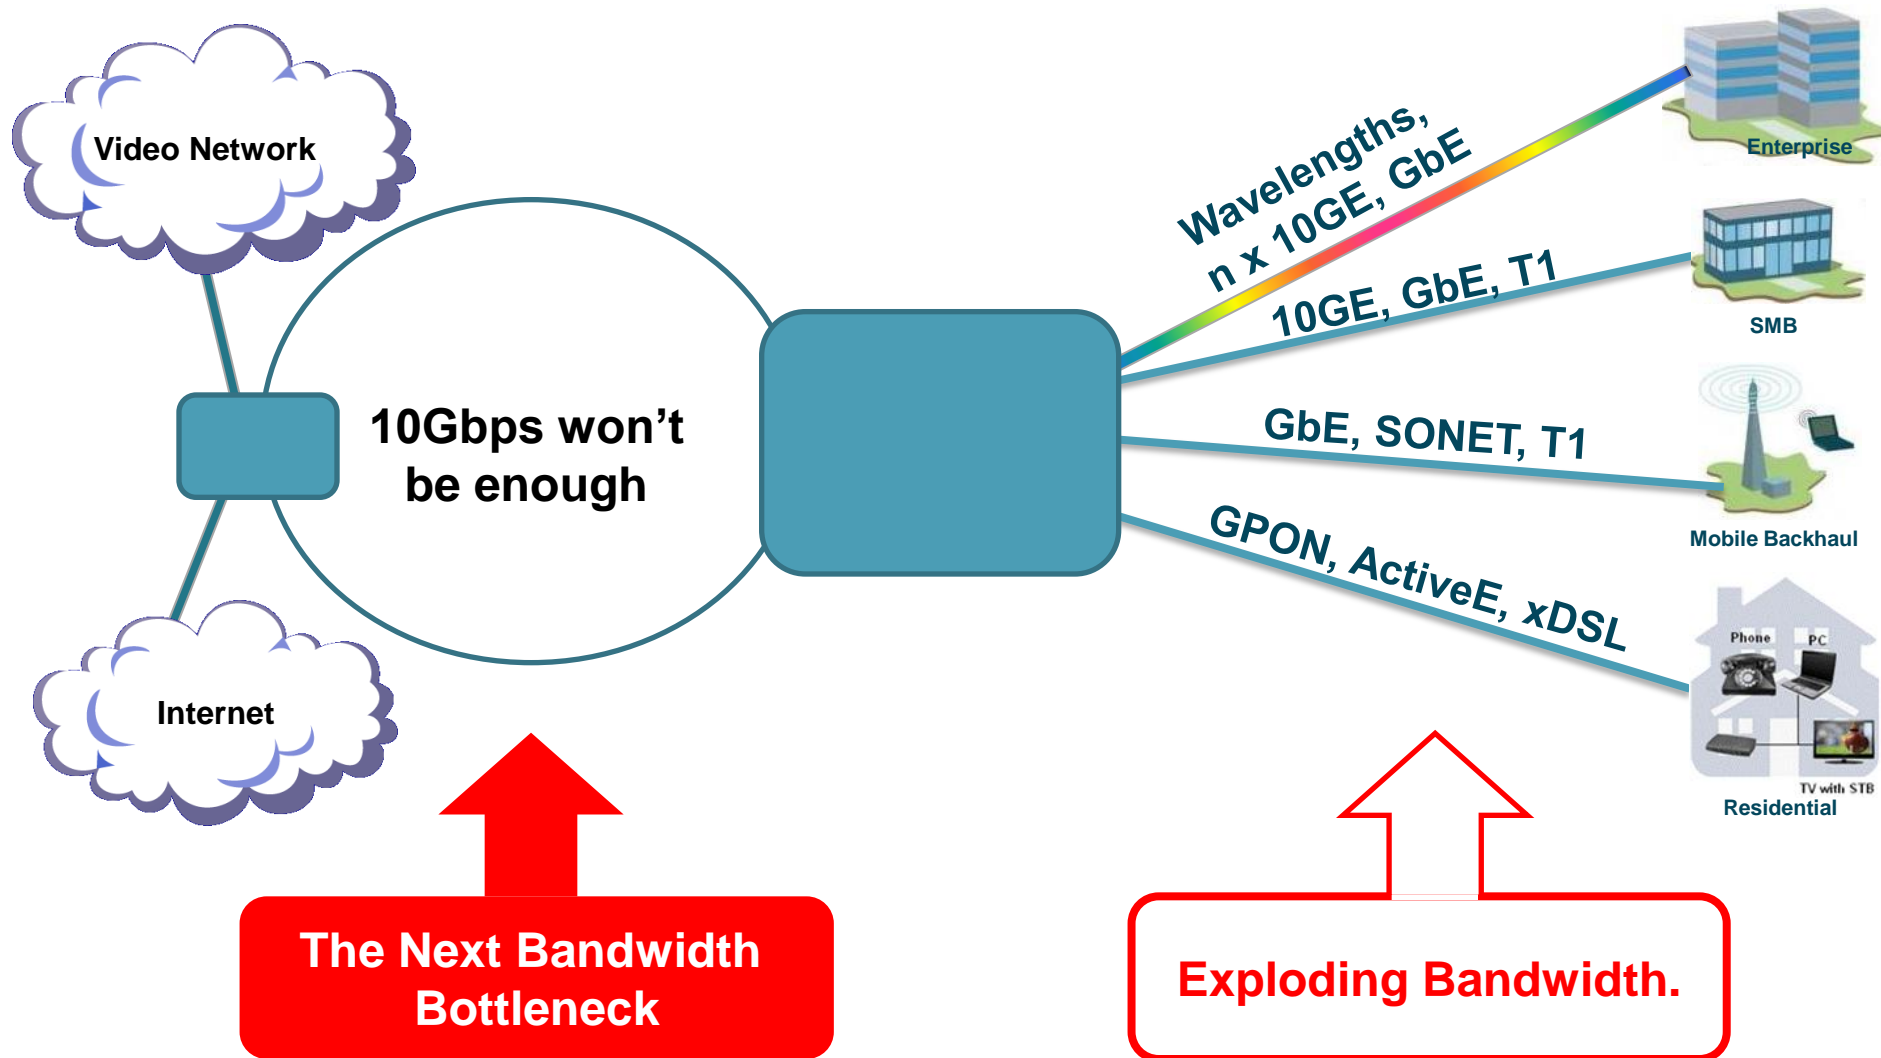 Video Network
Internet
10Gbps won’t
be enough
Wavelengths,
n x 10GE, GbE
10GE, GbE, T1
GbE, SONET, T1
GPON, ActiveE, xDSL
Enterprise
SMB
Mobile Backhaul
Phone
PC
TV with STB
Residential
The Next Bandwidth
Bottleneck
Exploding Bandwidth.